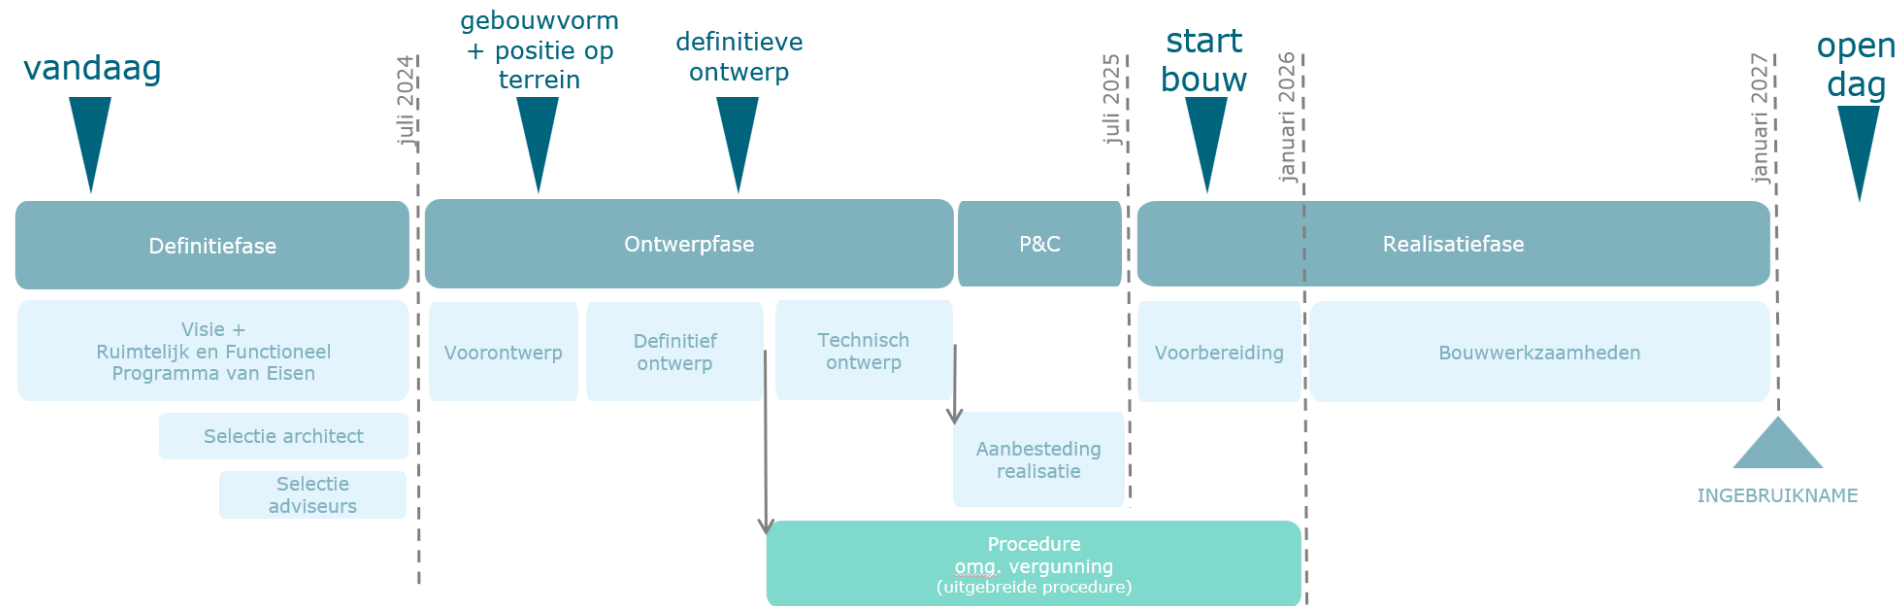 vandaag
juli 2024
gebouwvorm
+ positie op
terrein
definitieve
ontwerp
juli 2025
start
bouw
januari 2026
januari 2027
open
dag
Definitiefase
Ontwerpfase
P&C
Realisatiefase
Visie +
Ruimtelijk en Functioneel
Programma van Eisen
Voorontwerp
Definitief
ontwerp
Technisch
ontwerp
Voorbereiding
Bouwwerkzaamheden
Selectie architect
Aanbesteding
realisatie
Selectie
adviseurs
INGEBRUIKNAME
Procedure
omg. vergunning
(uitgebreide procedure)